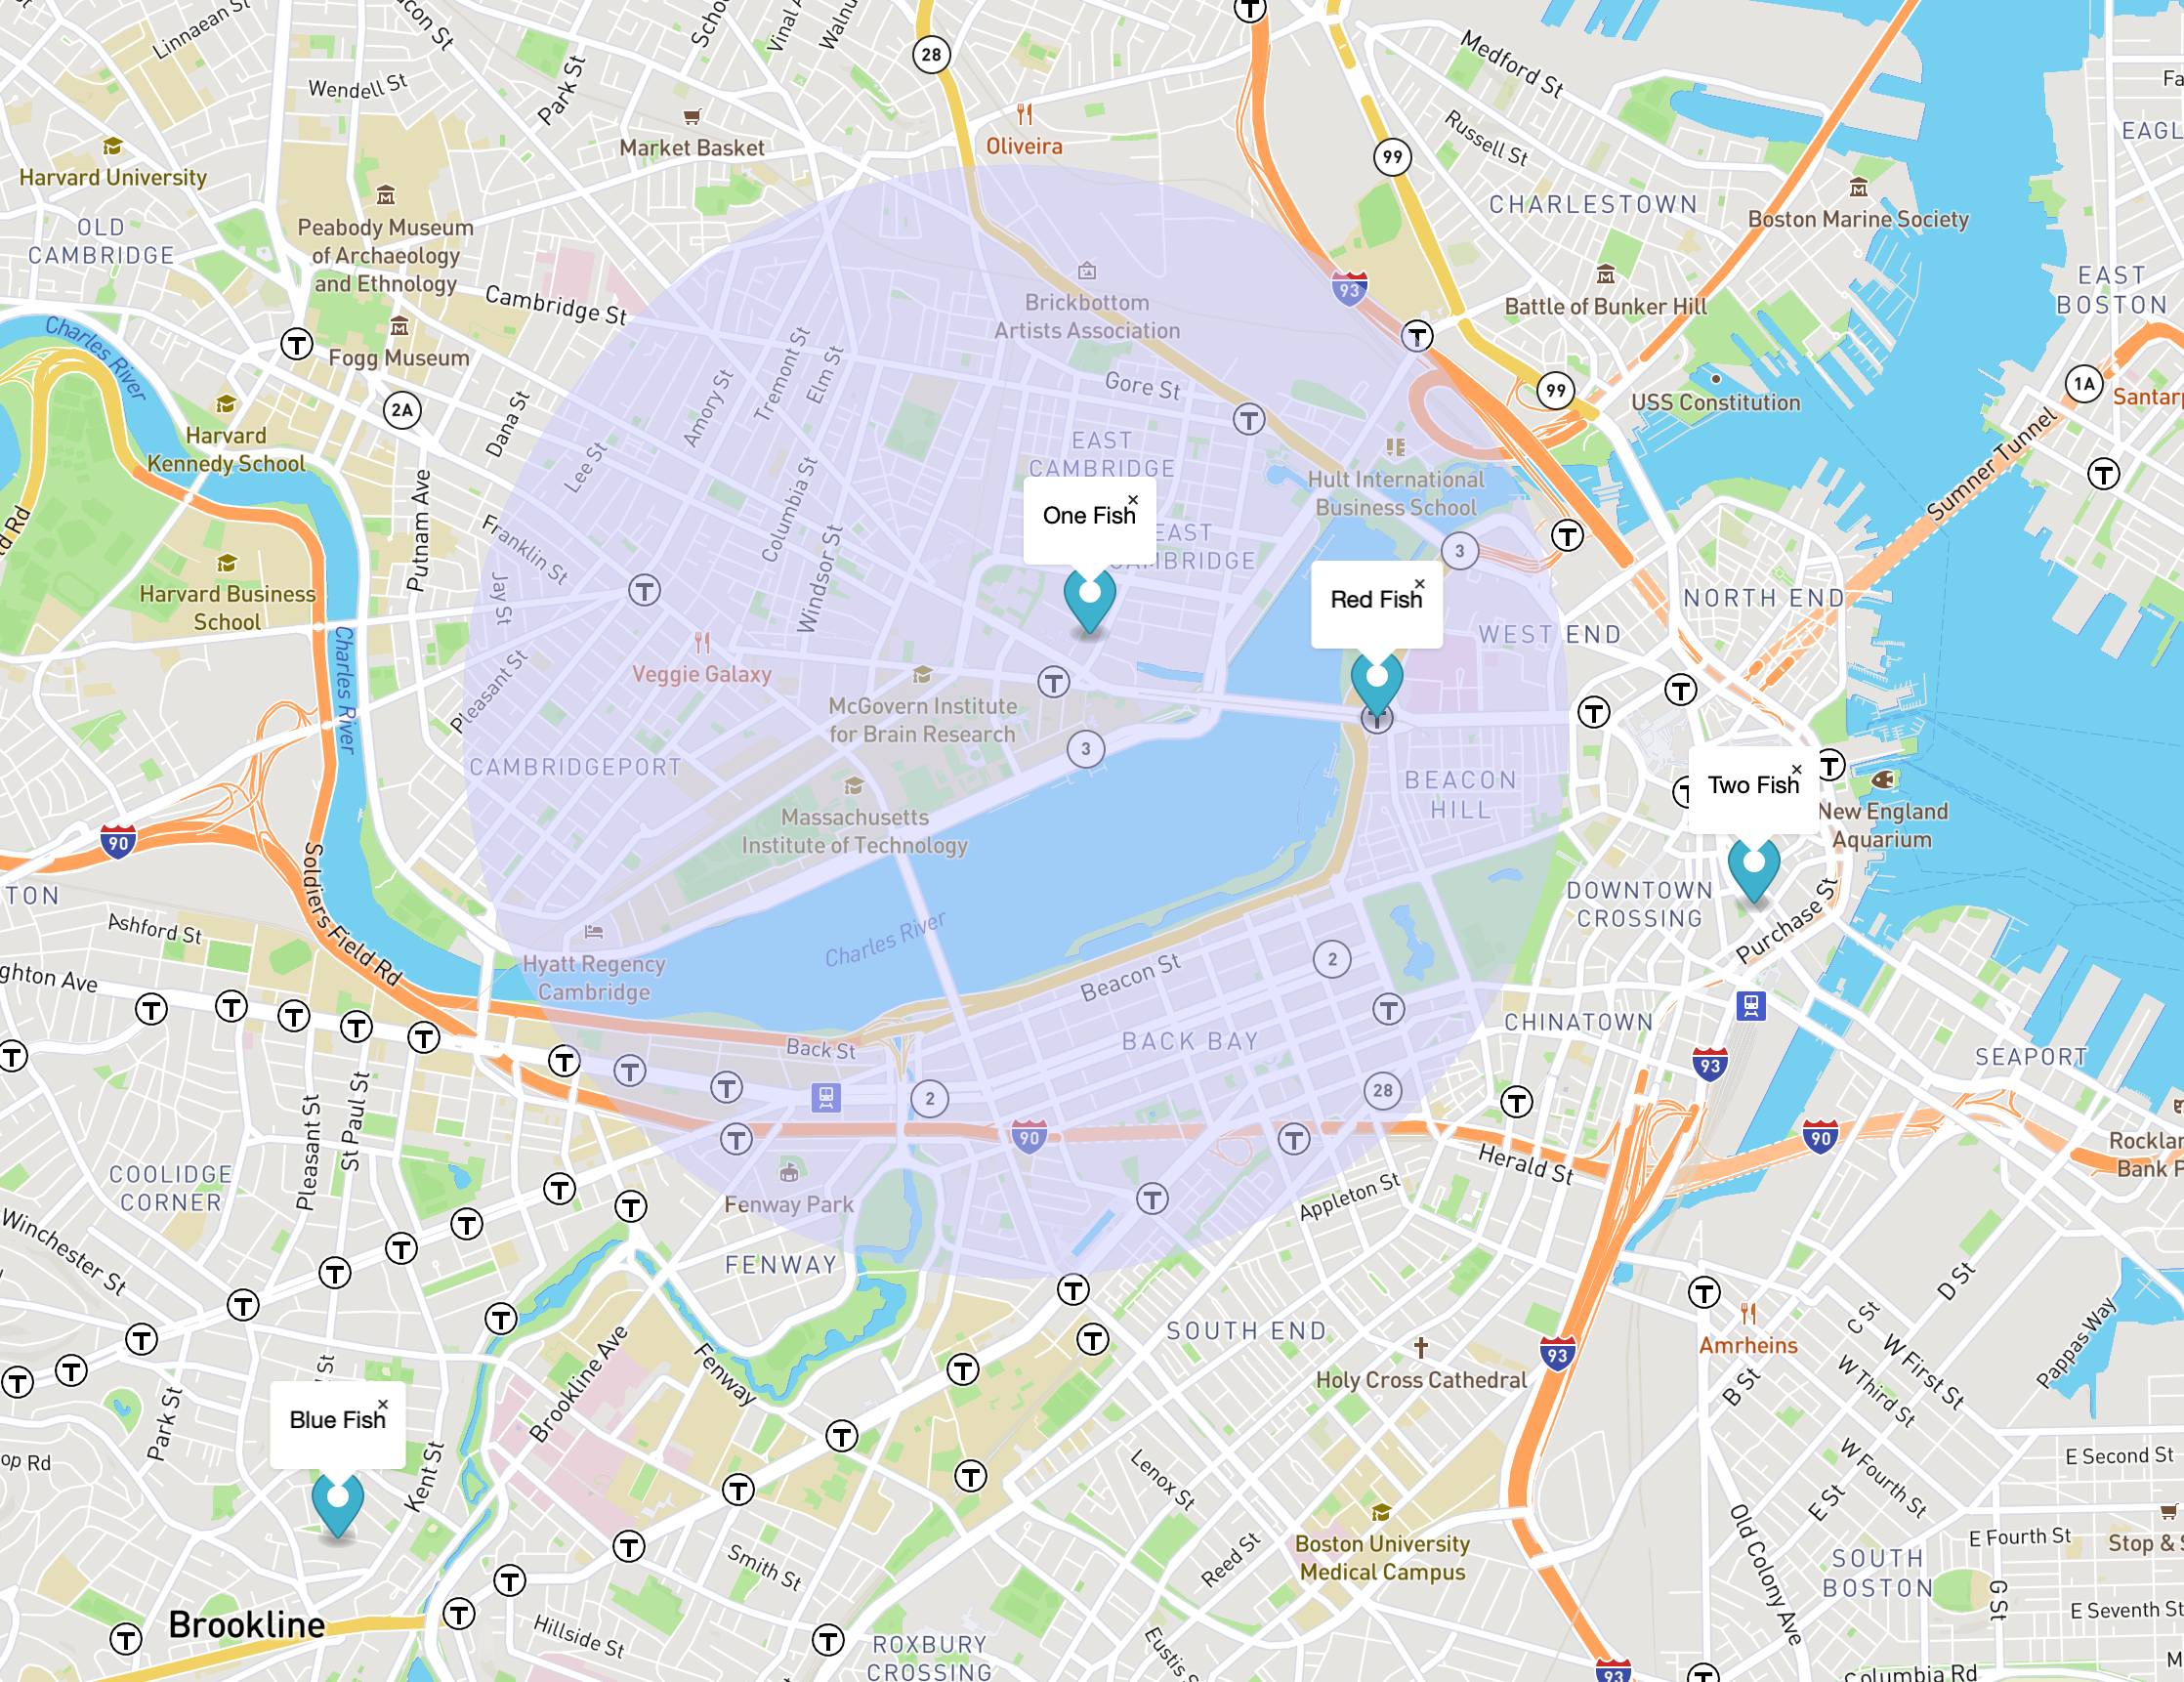 Linnaean St
Wendell St
Park St
28
Medford St
Market Basket
Oliveira
Russell St
99
Harvard University
EAGL
OLD
CAMBRIDGE
Peabody Museum
of Archaeology
and Ethnology
CHARLESTOWN
Boston Marine Society
Cambridge St
Brickbottom
Artists Association
93
Battle of Bunker Hill
EAST
BOSTON
Charles River
Fogg Museum
T
T
2A
Tremont St
Elm St
Amory St
Gore St
T
99
USS Constitution
1A
Santar
Harvard
Kennedy School
Dana St
Lee St
EAST
CAMBRIDGE
Hult International
Business School
Sumner Tunnel
T
Putnam Ave
Columbia St
One Fish
×
EAST
CAMBRIDGE
Franklin St
Windsor St
3
T
Harvard Business
School
Jay St
T
Red Fish
×
NORTH END
WEST END
Charles River
Pleasant St
Veggie Galaxy
McGovern Institute
for Brain Research
T
T
T
T
3
CAMBRIDGEPORT
BEACON
HILL
Two Fish
×
T
T
New England
Aquarium
Massachusetts
Institute of Technology
90
Soldiers Field Rd
TON
DOWNTOWN
CROSSING
Purchase St
Ashford St
Charles River
Hyatt Regency
Cambridge
Beacon St
2
ghton Ave
T
T
T
T
T
T
T
BACK BAY
CHINATOWN
SEAPORT
T
Back St
T
T
T
2
28
T
93
Pleasant St
St Paul St
T
90
T
90
Herald St
Rocklan
Bank P
COOLIDGE
CORNER
Fenway Park
T
T
T
T
Appleton St
Winchester St
FENWAY
T
T
T
T
T
T
T
T
SOUTH END
D St
C St
Amrheins
Pappas Way
T
T
T
Brookline Ave
Fenway
T
Holy Cross Cathedral
93
B St
W First St
W Third St
Blue Fish
×
Park St
Kent St
T
T
T
op Rd
Lenox St
W Fourth St
E St
E Second St
Old Colony Ave
Boston University
Medical Campus
Reed St
E Fourth St
Stop & S
T
Smith St
T
SOUTH
BOSTON
G St
Brookline
T
T
Hillside St
T
ROXBURY
CROSSING
Eustis S
E Seventh St
93
T
Columbia Rd